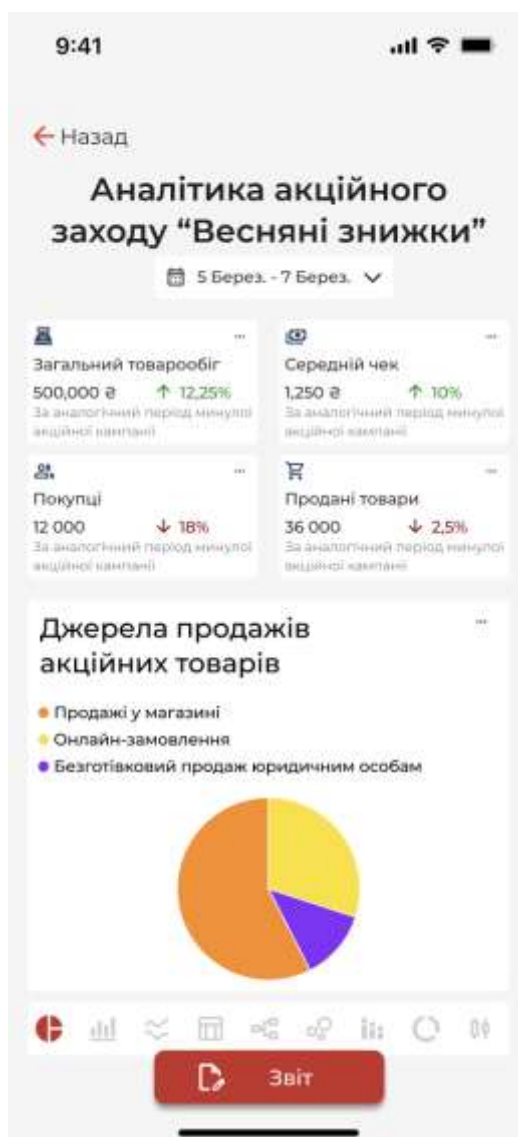 9:41
Назад
Аналітика акційного
заходу “Весняні знижки”
5 Берез. - 7 Берез.
Загальний товарообіг
500,000 ₴ 12,25%
За аналогічний період минулої
акційної кампанії
Середній чек
1,250 ₴ 10%
За аналогічний період минулої
акційної кампанії
Покупці
12 000 18%
За аналогічний період минулої
акційної кампанії
Продані товари
36 000 2,5%
За аналогічний період минулої
акційної кампанії
Джерела продажів
акційних товарів
Продажі у магазині
Онлайн-замовлення
Безготівковий продаж юридичним особам
Звіт